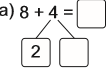 a) 8 + 4 =
2